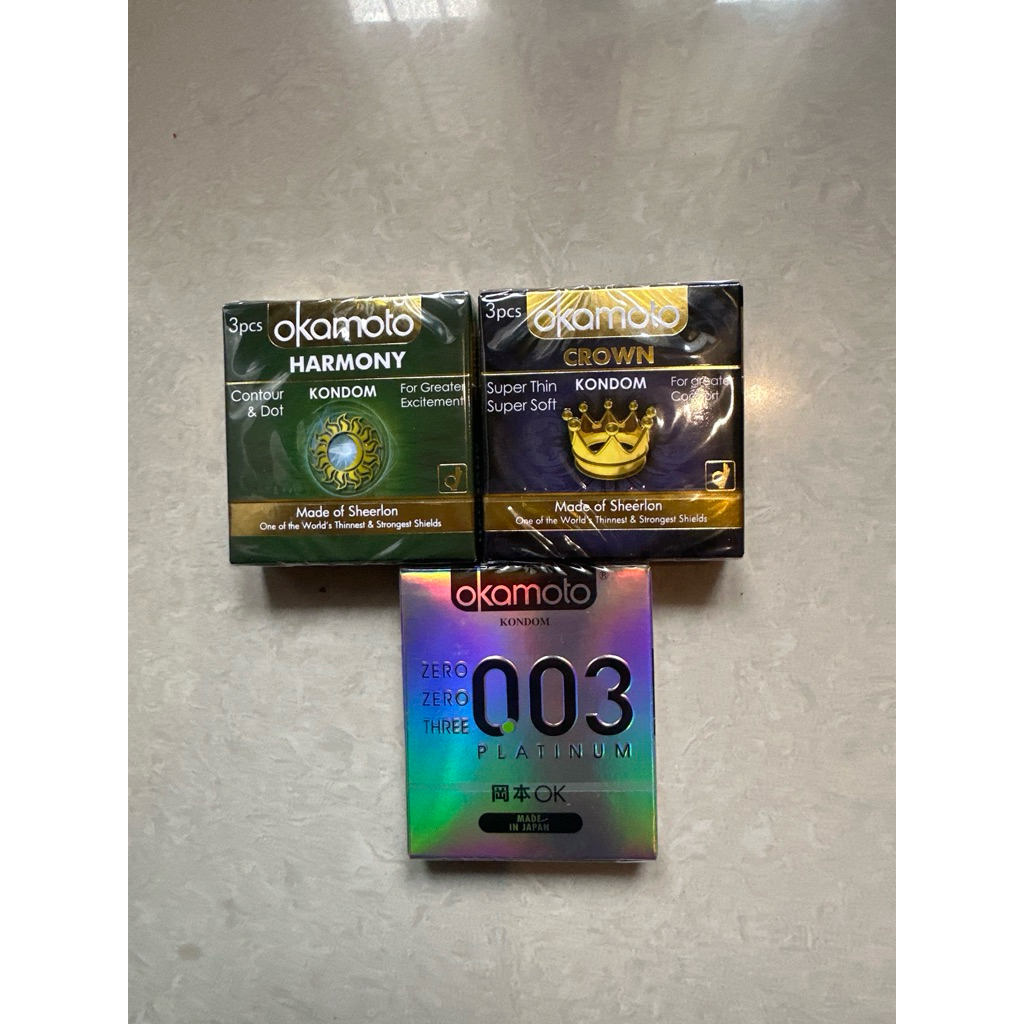 3pcs
okamoto
HARMONY
Contour
& Dot
KONDOM
For Greater
Excitement
Made of Sheerlon
One of the World's Thinnest & Strongest Shields
3pcs
okamoto
CROWN
Super Thin
Super Soft
KONDOM
For greater
Comfort
Made of Sheerlon
One of the World's Thinnest & Strongest Shields
okamoto®
KONDOM
ZERO
ZERO
THREE
0.03
PLATINUM
岡本OK
MADE
IN JAPAN